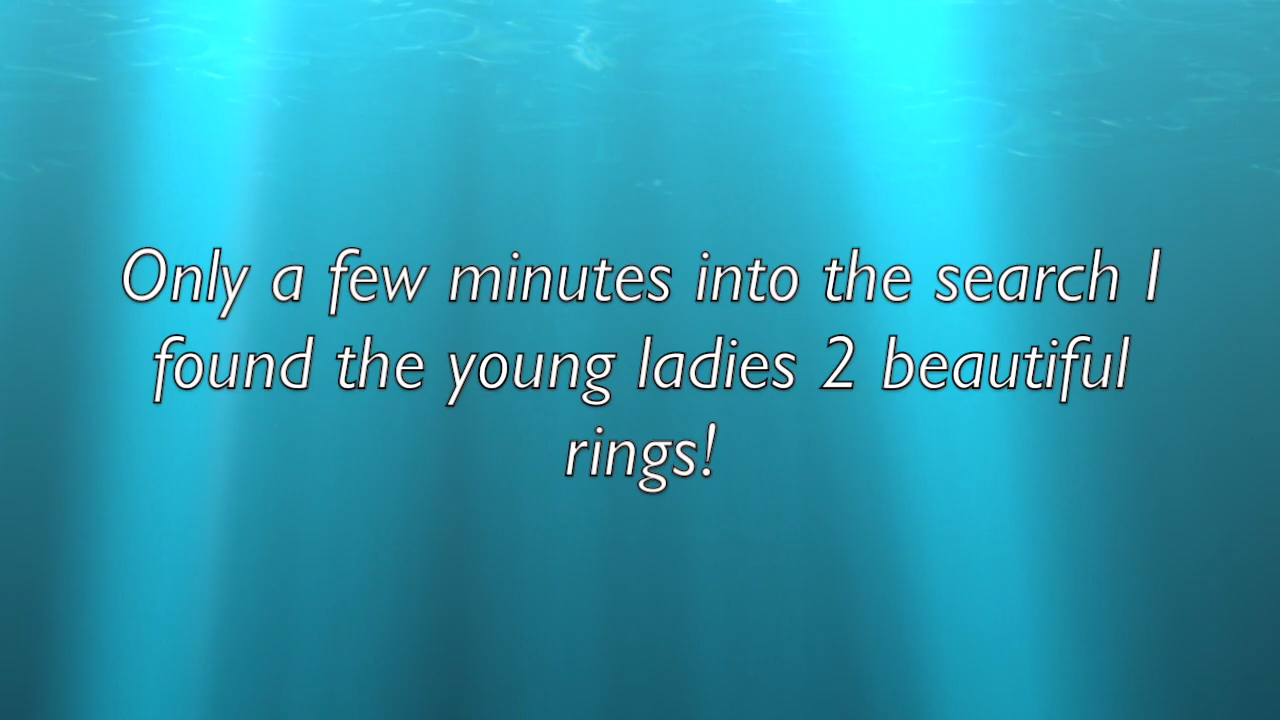 Only a few minutes into the search I
found the young ladies 2 beautiful
rings!